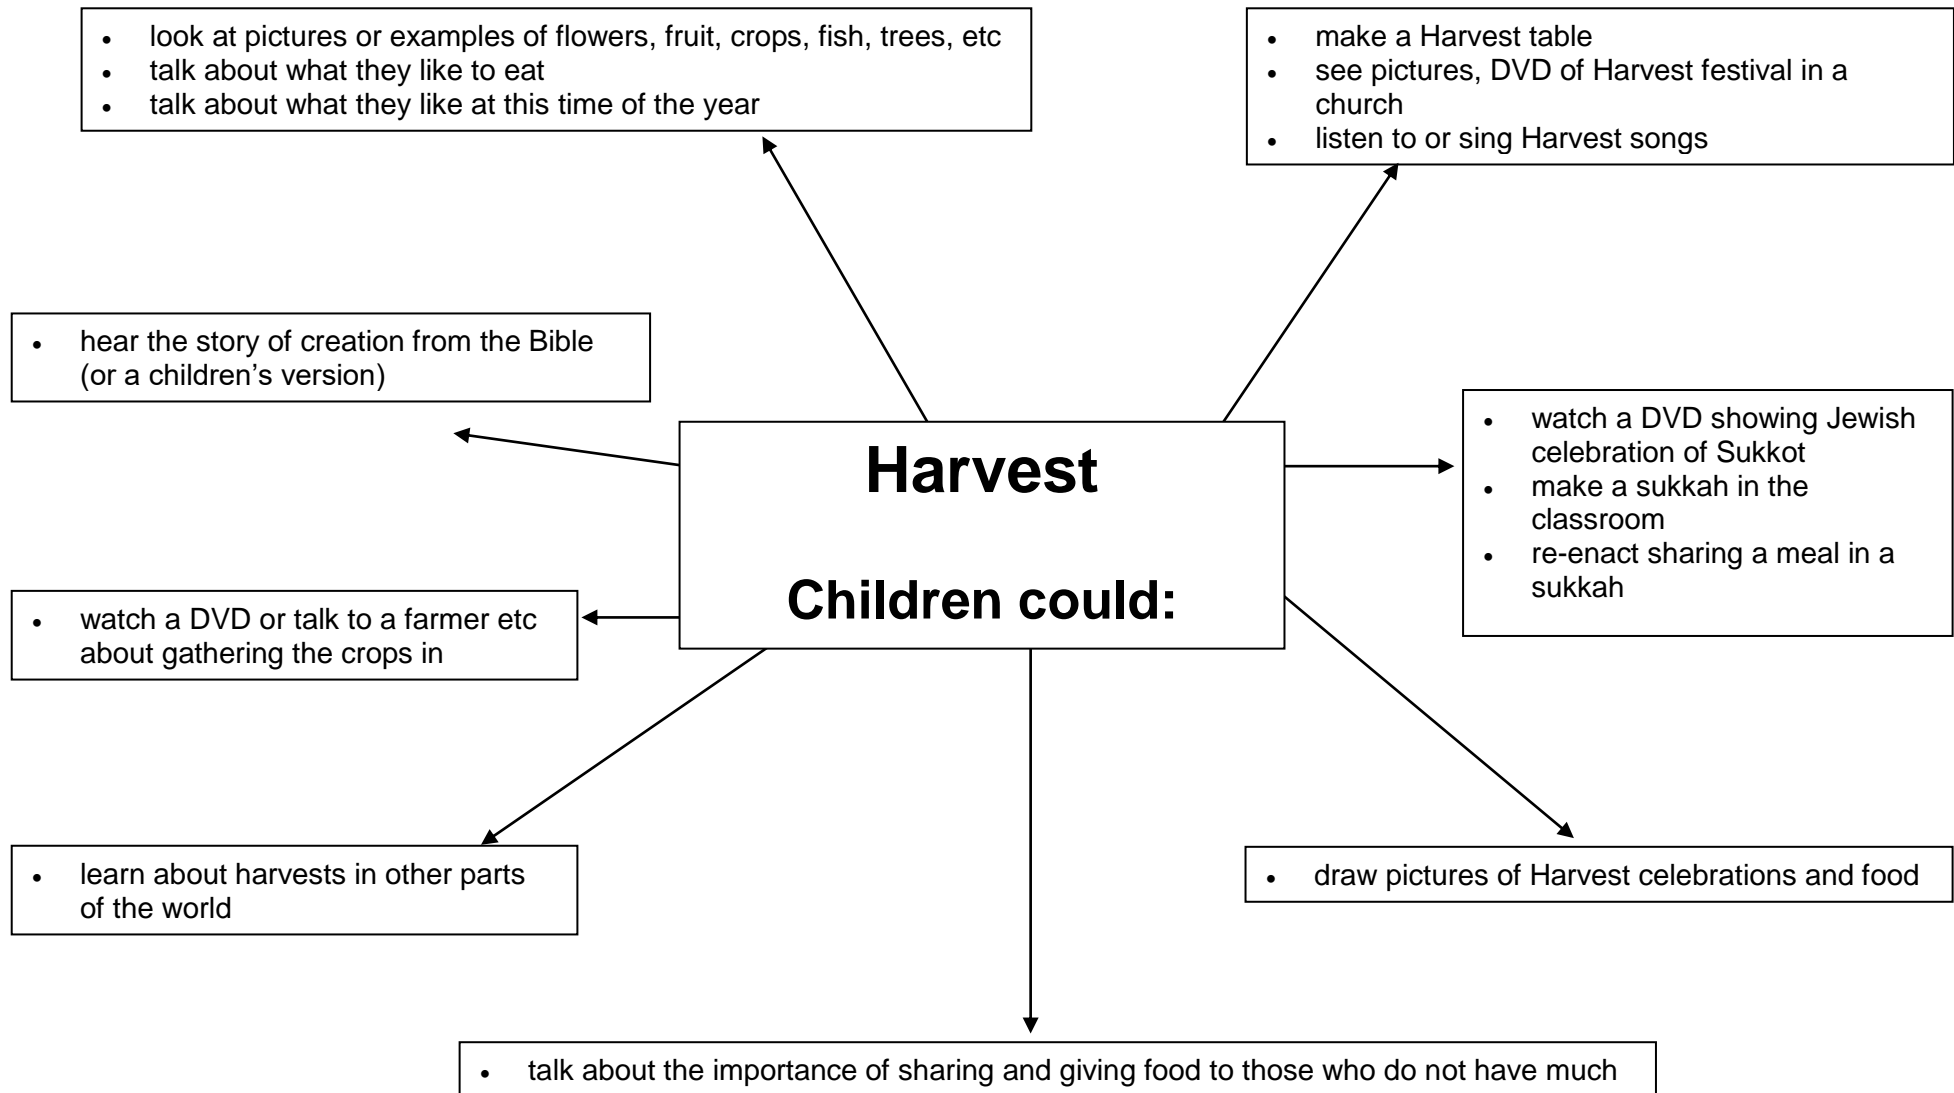 • look at pictures or examples of flowers, fruit, crops, fish, trees, etc
• talk about what they like to eat
• talk about what they like at this time of the year
• make a Harvest table
• see pictures, DVD of Harvest festival in a
church
• listen to or sing Harvest songs
• hear the story of creation from the Bible
(or a children’s version)
Harvest
Children could:
• watch a DVD showing Jewish
celebration of Sukkot
• make a sukkah in the
classroom
• re-enact sharing a meal in a
sukkah
• watch a DVD or talk to a farmer etc
about gathering the crops in
• learn about harvests in other parts
of the world
• draw pictures of Harvest celebrations and food
• talk about the importance of sharing and giving food to those who do not have much